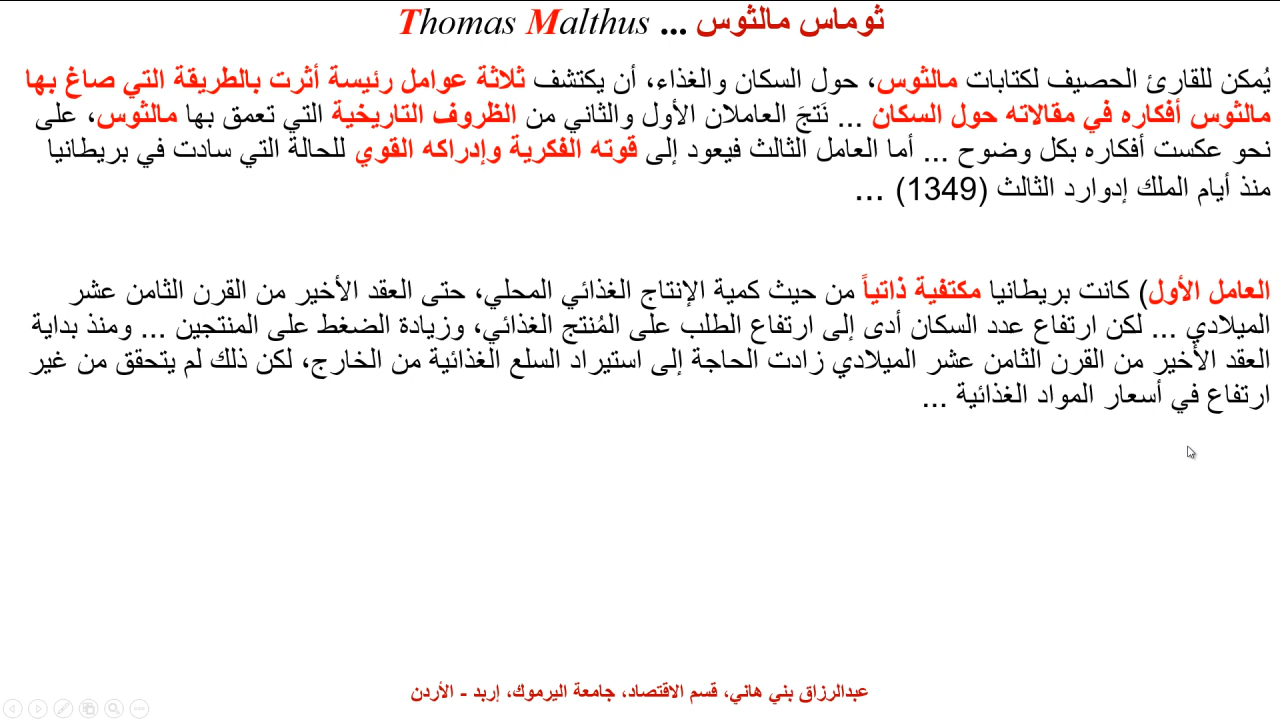 ثوماس مالثوس ... Thomas Malthus
يُمكن للقارئ الحصيف لكتابات مالثوس، حول السكان والغذاء، أن يكتشف ثلاثة عوامل رئيسة أثرت بالطريقة التي صاغ بها
مالثوس أفكاره في مقالاته حول السكان ... نَتجَ العاملان الأول والثاني من الظروف التاريخية التي تعمق بها مالثوس، على
نحو عكست أفكاره بكل وضوح ... أما العامل الثالث فيعود إلى قوته الفكرية وإدراكه القوي للحالة التي سادت في بريطانيا
منذ أيام الملك إدوارد الثالث (1349) ...
العامل الأول) كانت بريطانيا مكتفية ذاتياً من حيث كمية الإنتاج الغذائي المحلي، حتى العقد الأخير من القرن الثامن عشر
الميلادي ... لكن ارتفاع عدد السكان أدى إلى ارتفاع الطلب على المُنتج الغذائي، وزيادة الضغط على المنتجين ... ومنذ بداية
العقد الأخير من القرن الثامن عشر الميلادي زادت الحاجة إلى استيراد السلع الغذائية من الخارج، لكن ذلك لم يتحقق من غير
ارتفاع في أسعار المواد الغذائية ...
عبدالرزاق بني هاني، قسم الاقتصاد، جامعة اليرموك، إربد - الأردن